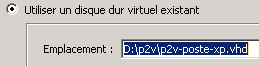 Utiliser un disque dur virtuel existant
Emplacement : D:\p2v\p2v-poste-xp.vhd